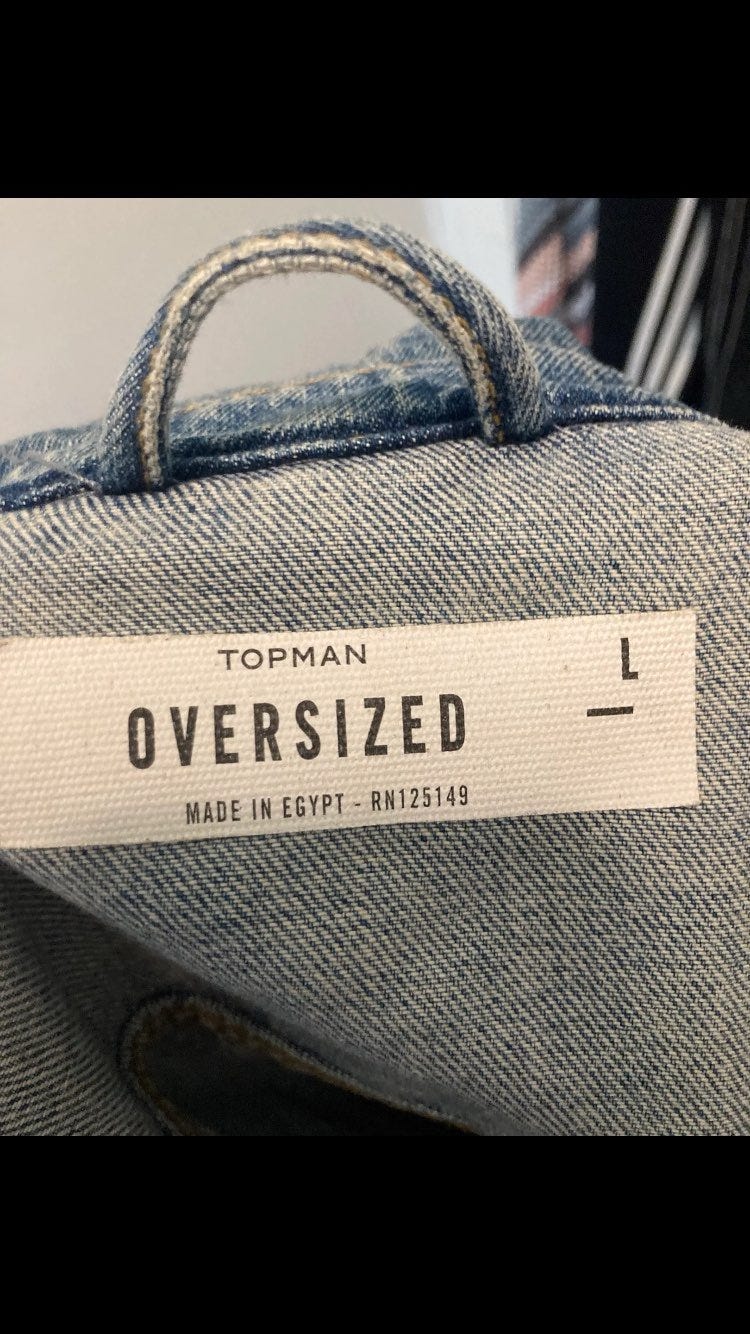 TOPMAN
L
OVERSIZED
MADE IN EGYPT - RN125149